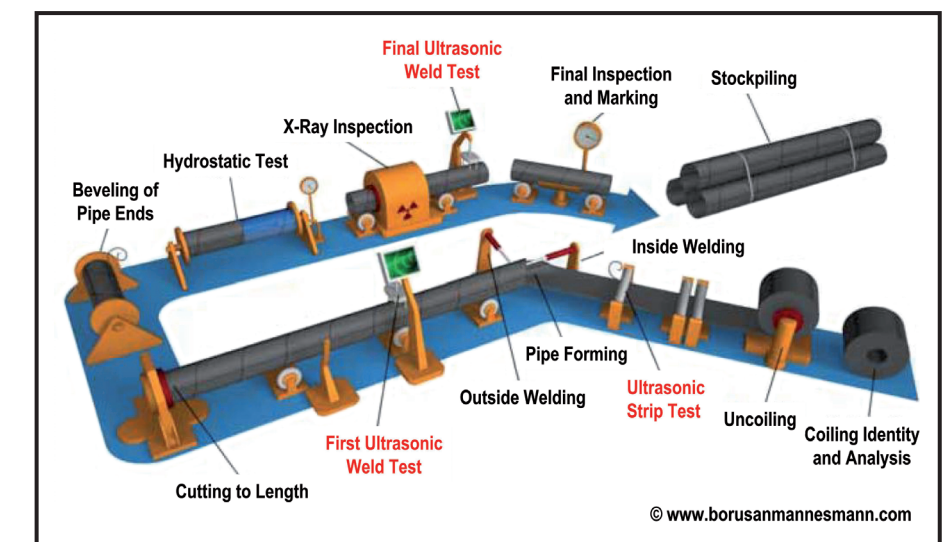 Final Ultrasonic
Weld Test
Final Inspection
and Marking
Stockpiling
X-Ray Inspection
Hydrostatic Test
Beveling of
Pipe Ends
Inside Welding
Pipe Forming
Outside Welding
Ultrasonic
Strip Test
Uncoiling
Coiling Identity
and Analysis
First Ultrasonic
Weld Test
Cutting to Length
© www.borusanmannesmann.com